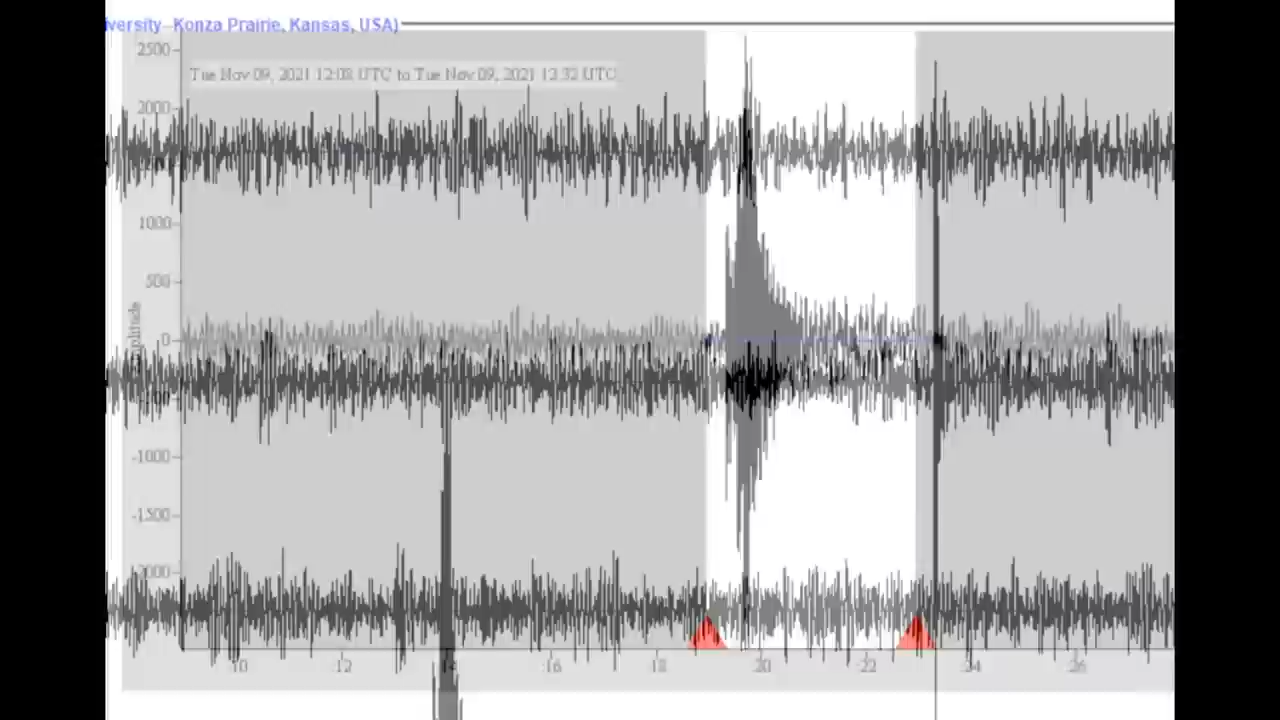 iversity--Konza Prairie, Kansas, USA)
2500
Tue Nov 09, 2021 12:08 UTC to Tue Nov 09, 2021 12:32 UTC
2000
1000
500
0
-1000
-1500
10 12 14 16 18 20 22 24 26